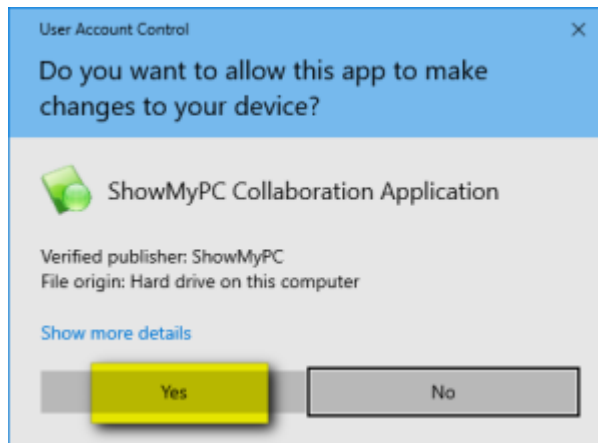 User Account Control
Do you want to allow this app to make
changes to your device?
ShowMyPC Collaboration Application
Verified publisher: ShowMyPC
File origin: Hard drive on this computer
Show more details
Yes No